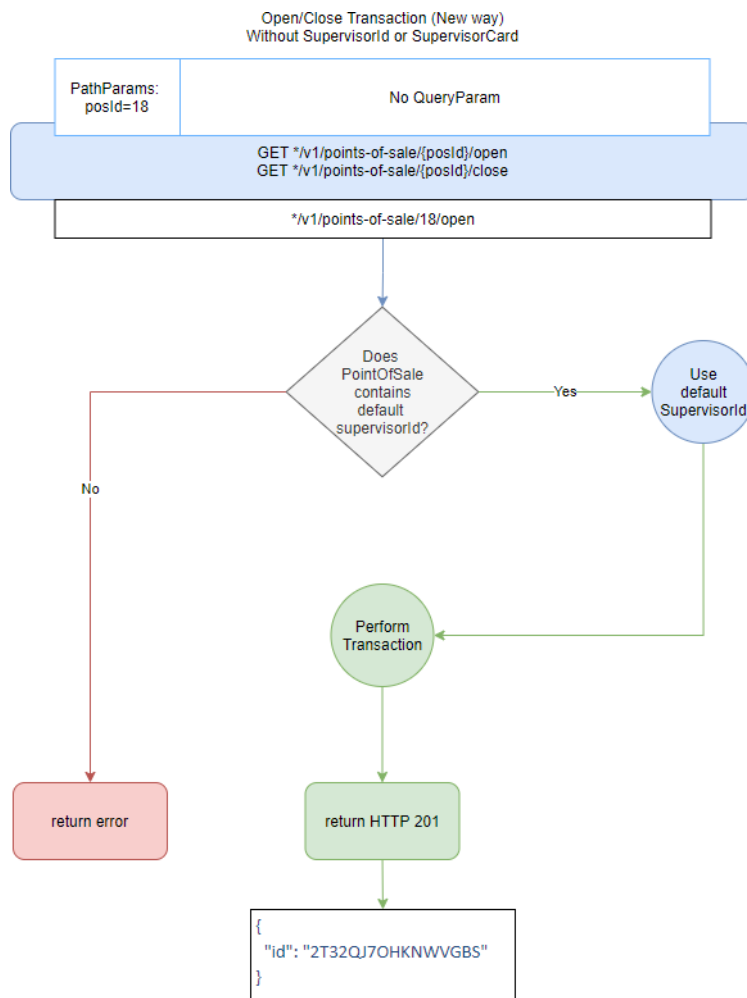 Open/Close Transaction (New way)
Without SupervisorId or SupervisorCard
PathParams:
posId=18
No QueryParam
GET */v1/points-of-sale/{posId}/open
GET */v1/points-of-sale/{posId}/close
*/v1/points-of-sale/18/open
Does
PointOfSale
contains
default
supervisorId?
Yes
Use
default
SupervisorId
No
Perform
Transaction
return error
return HTTP 201
{
"id": "2T32QJ7OHKNWVGBS"
}